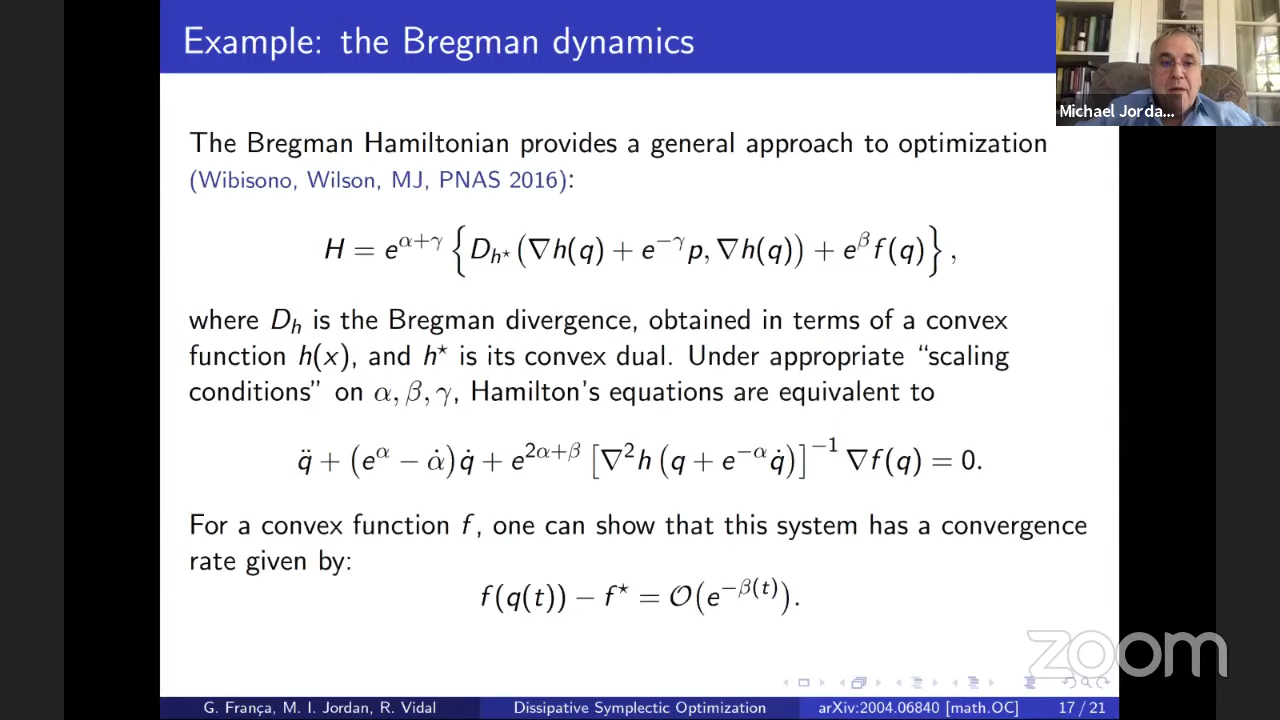 Example: the Bregman dynamics
Michael Jorda...
The Bregman Hamiltonian provides a general approach to optimization
(Wibisono, Wilson, MJ, PNAS 2016):
H = e^{α+γ} { D_{h⋆} (∇h(q) + e^{−γ} p, ∇h(q)) + e^β f(q) } ,
where D_h is the Bregman divergence, obtained in terms of a convex
function h(x), and h⋆ is its convex dual. Under appropriate “scaling
conditions” on α, β, γ, Hamilton’s equations are equivalent to
q̈ + (e^α − α̇) q̇ + e^{2α+β} [∇²h (q + e^{−α} q̇)]^{−1} ∇f(q) = 0.
For a convex function f, one can show that this system has a convergence
rate given by:
f(q(t)) − f⋆ = O(e^{−β(t)}).
zoom
G. França, M. I. Jordan, R. Vidal
Dissipative Symplectic Optimization
arXiv:2004.06840 [math.OC]
17 / 21